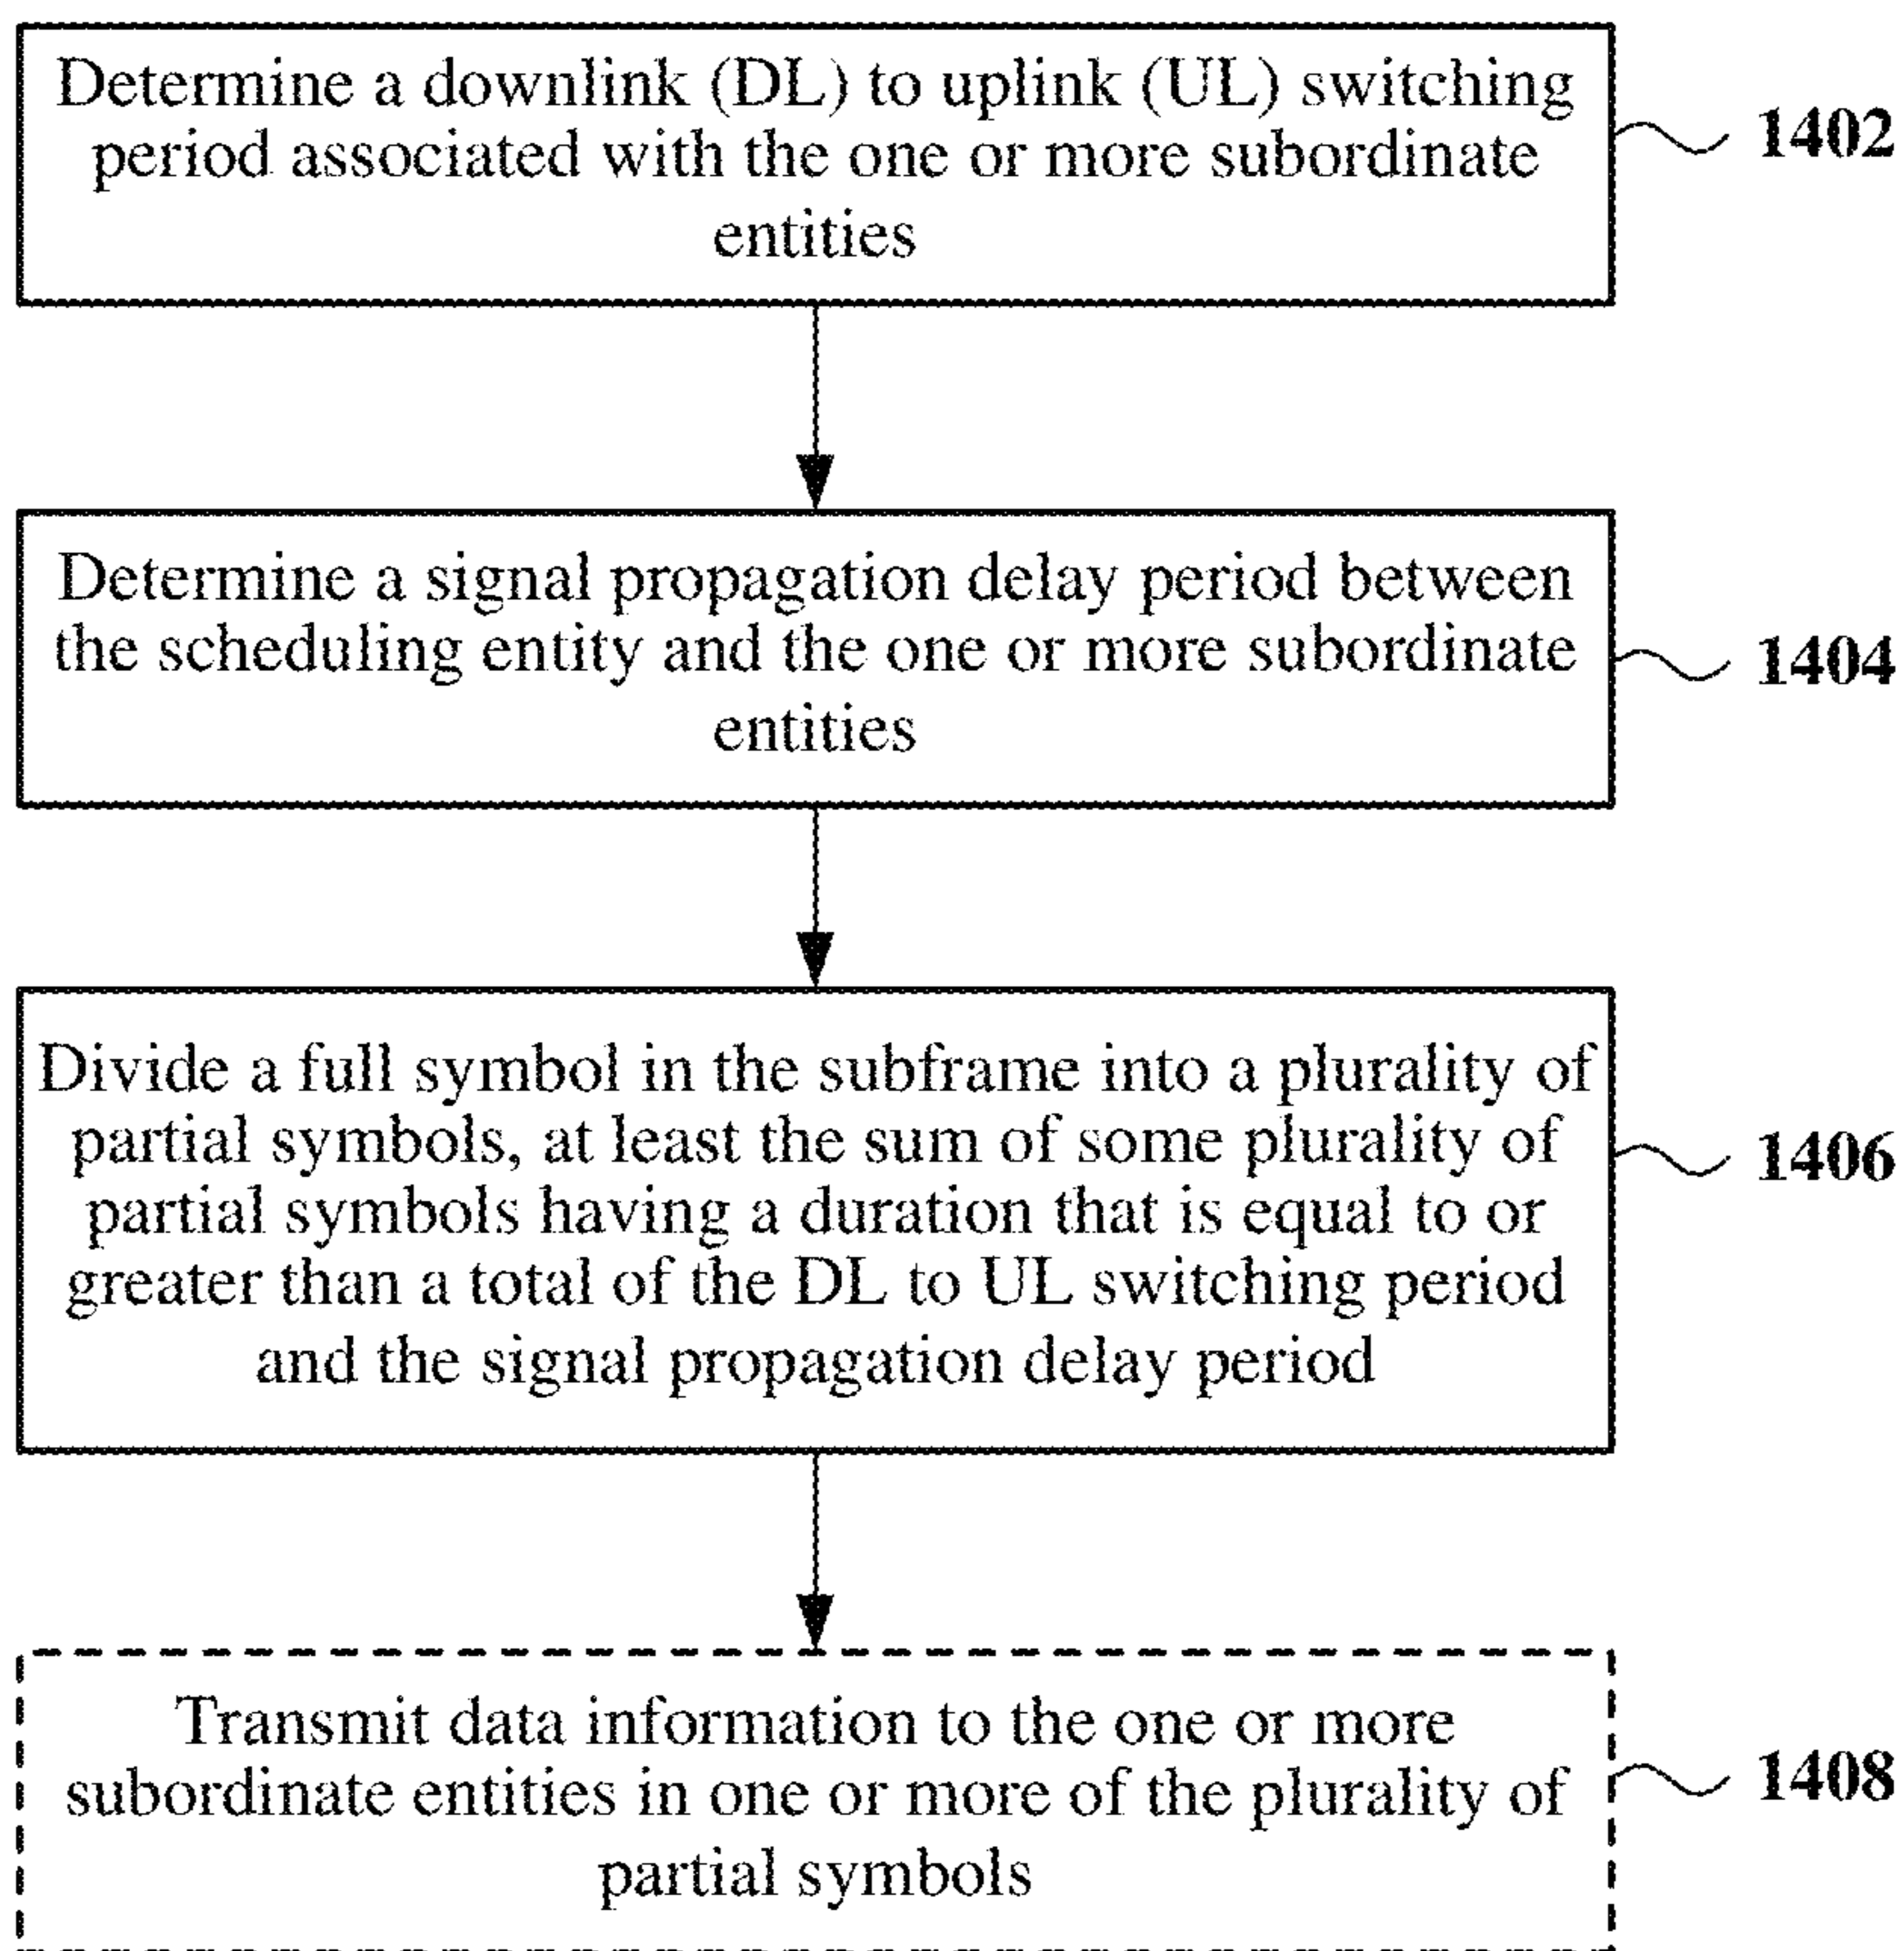 Determine a downlink (DL) to uplink (UL) switching
period associated with the one or more subordinate
entities
1402
Determine a signal propagation delay period between
the scheduling entity and the one or more subordinate
entities
1404
Divide a full symbol in the subframe into a plurality of
partial symbols, at least the sum of some plurality of
partial symbols having a duration that is equal to or
greater than a total of the DL to UL switching period
and the signal propagation delay period
1406
Transmit data information to the one or more
subordinate entities in one or more of the plurality of
partial symbols
1408